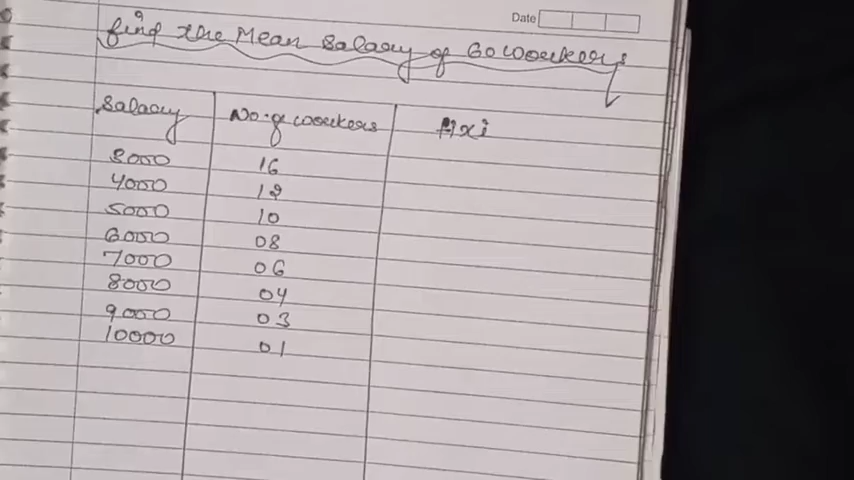 Date
find the Mean Salary of 60 workers
Salary No. of workers fixi
3000 16
4000 12
5000 10
6000 08
7000 06
8000 04
9000 03
10000 01